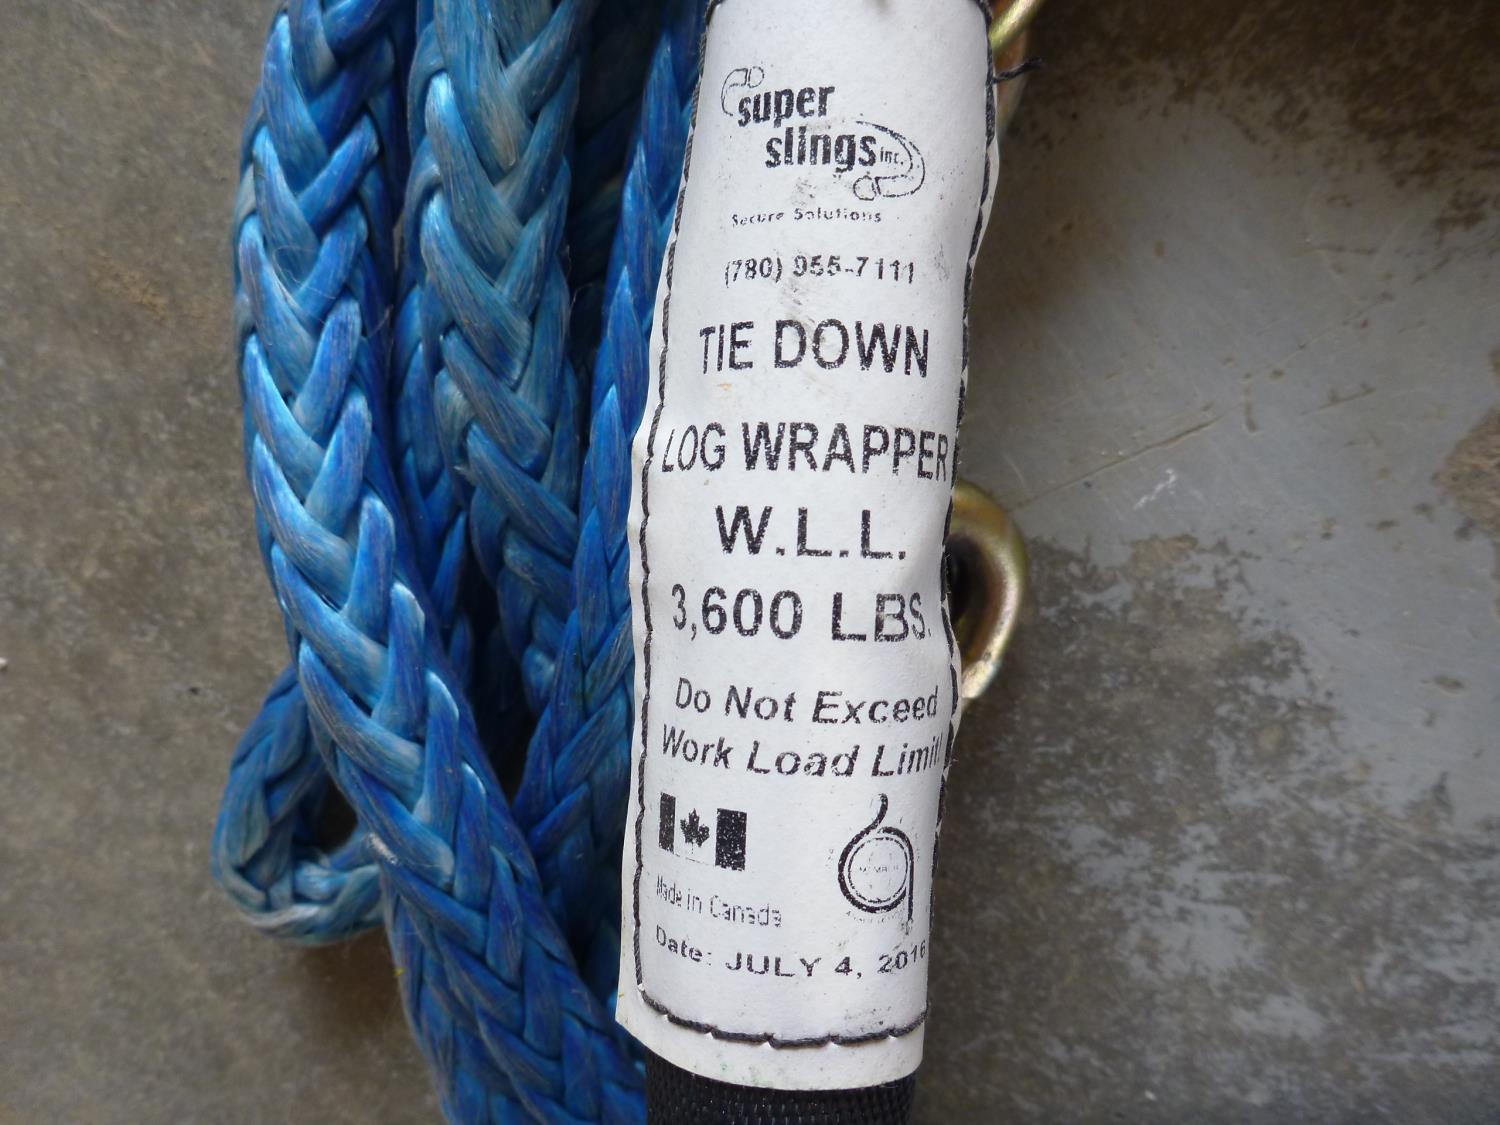 super
slings inc.
Secure Solutions
(780) 955-7111
TIE DOWN
LOG WRAPPER
W.L.L.
3,600 LBS.
Do Not Exceed
Work Load Limit!
MEMBER
Made in Canada
Date: JULY 4, 2016